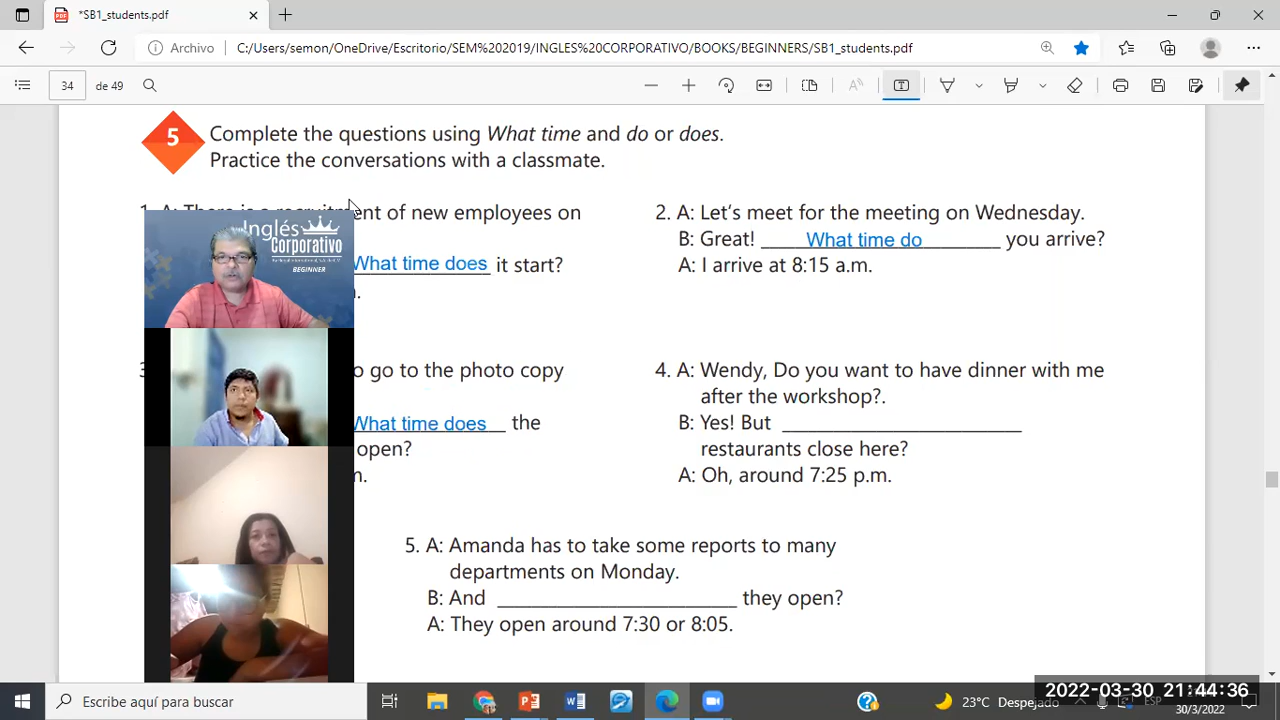 *SB1_students.pdf
Archivo
C:/Users/semon/OneDrive/Escritorio/SEM%202019/INGLES%20CORPORATIVO/BOOKS/BEGINNERS/SB1_students.pdf
34 de 49
5
Complete the questions using What time and do or does.
Practice the conversations with a classmate.
of new employees on
What time does it start?
2. A: Let's meet for the meeting on Wednesday.
B: Great! What time do you arrive?
A: I arrive at 8:15 a.m.
go to the photo copy
What time does the
open?
4. A: Wendy, Do you want to have dinner with me
after the workshop?.
B: Yes! But ____________________
restaurants close here?
A: Oh, around 7:25 p.m.
5. A: Amanda has to take some reports to many
departments on Monday.
B: And ____________________ they open?
A: They open around 7:30 or 8:05.
Inglés
Corporativo
BEGINNER
Escribe aquí para buscar
23°C Despejado
ESP
2022-03-30 21:44:36
30/3/2022